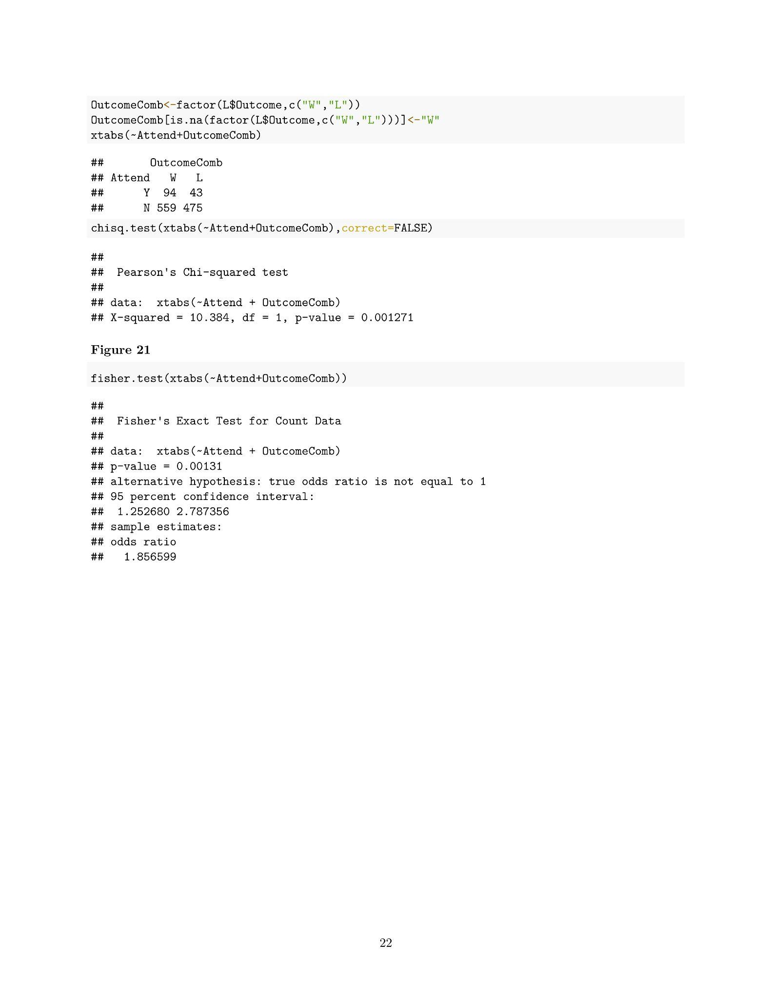 OutcomeComb<-factor(L$Outcome,c("W","L"))
OutcomeComb[is.na(factor(L$Outcome,c("W","L")))]<-"W"
xtabs(~Attend+OutcomeComb)
##       OutcomeComb
## Attend   W   L
##      Y  94  43
##      N 559 475
chisq.test(xtabs(~Attend+OutcomeComb),correct=FALSE)
##
##  Pearson's Chi-squared test
##
## data:  xtabs(~Attend + OutcomeComb)
## X-squared = 10.384, df = 1, p-value = 0.001271
Figure 21
fisher.test(xtabs(~Attend+OutcomeComb))
##
##  Fisher's Exact Test for Count Data
##
## data:  xtabs(~Attend + OutcomeComb)
## p-value = 0.00131
## alternative hypothesis: true odds ratio is not equal to 1
## 95 percent confidence interval:
##  1.252680 2.787356
## sample estimates:
## odds ratio
##   1.856599
22